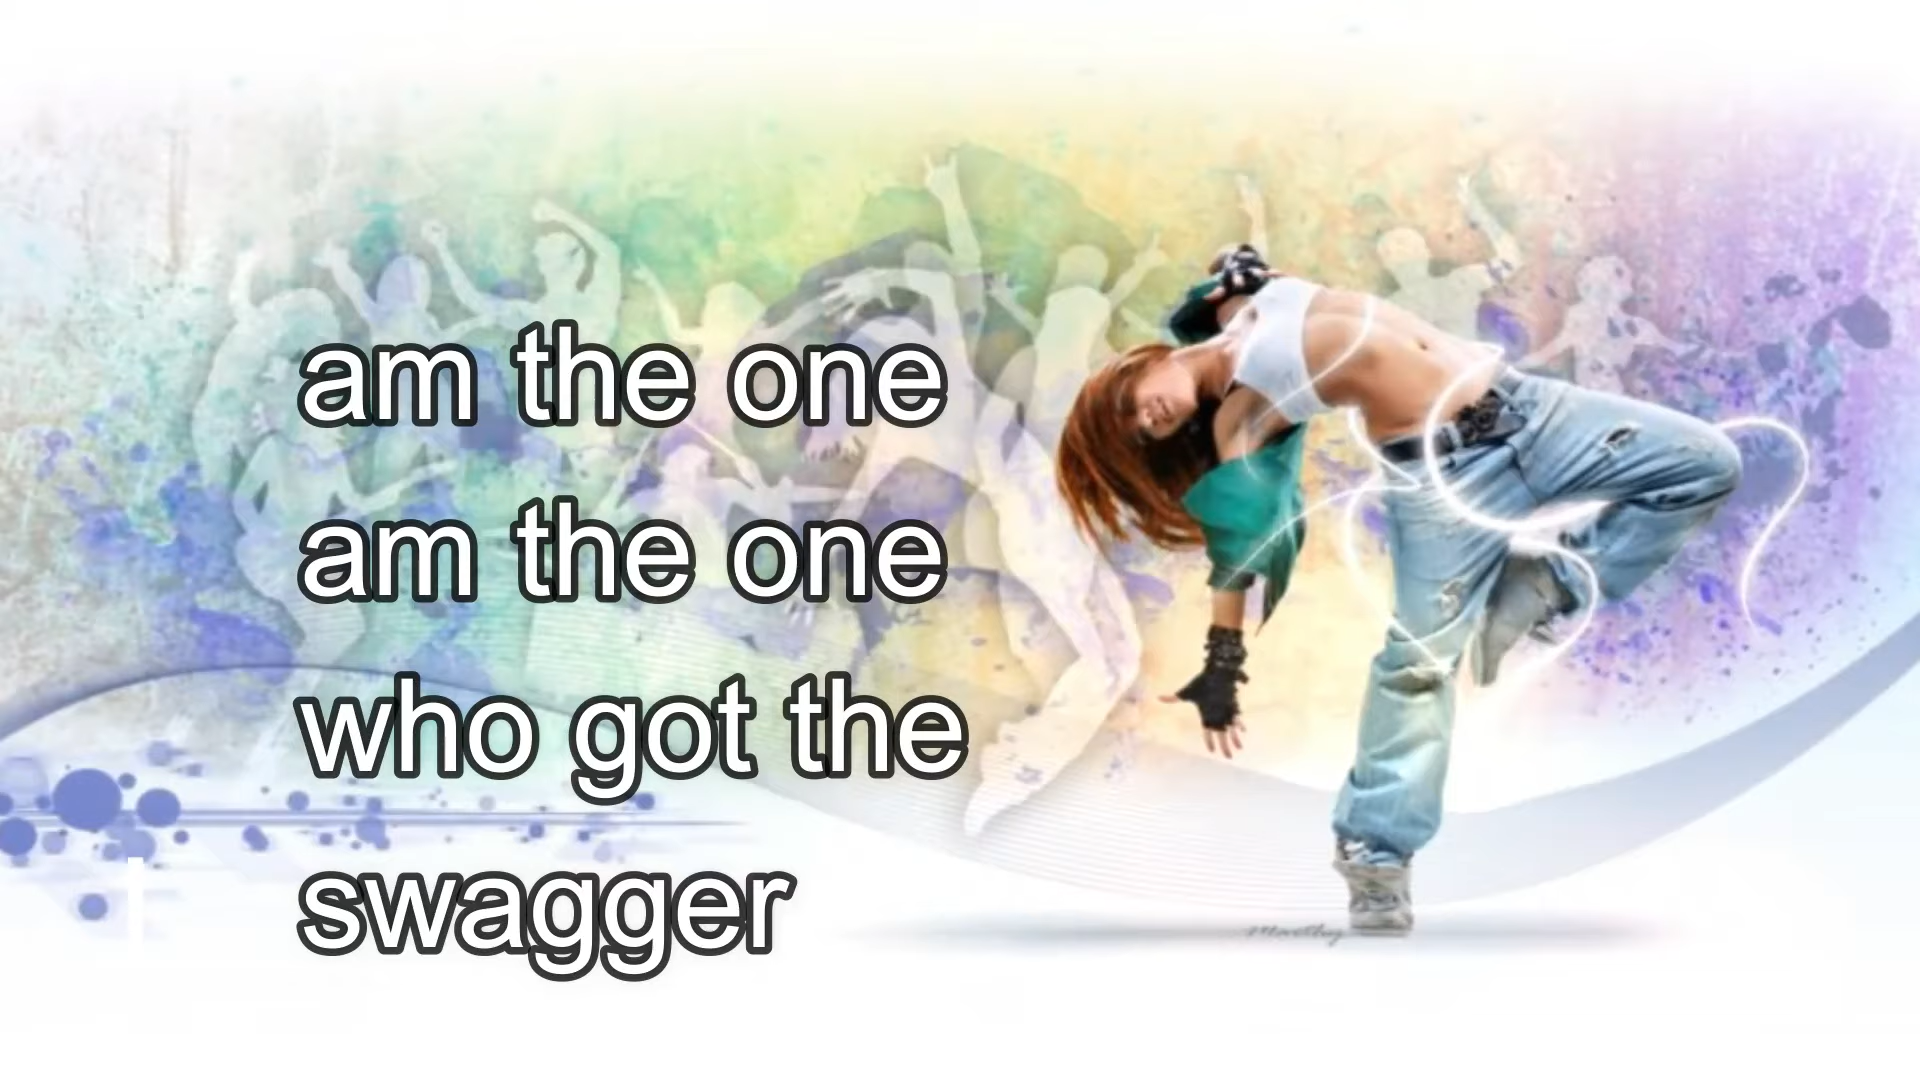 am the one
am the one
who got the
swagger